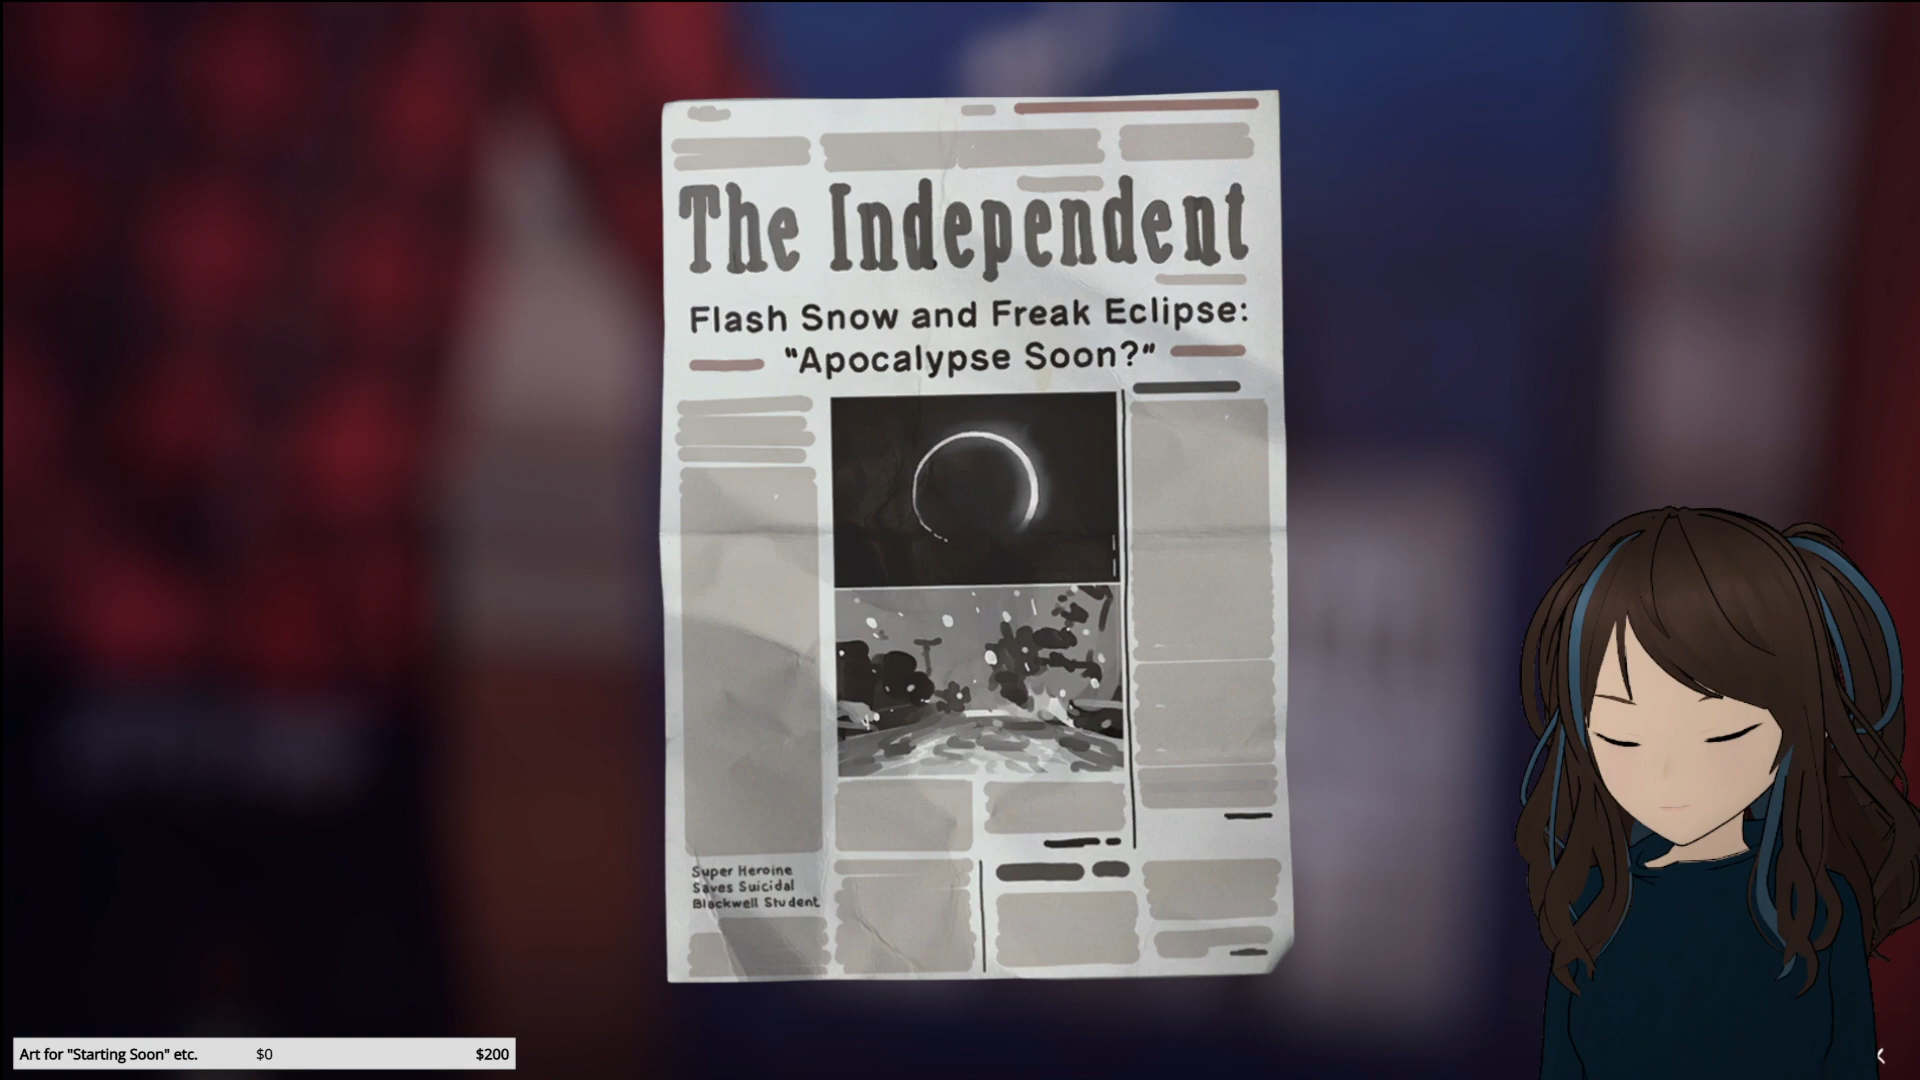 The Independent
Flash Snow and Freak Eclipse:
"Apocalypse Soon?"
Super Heroine
Saves Suicidal
Blackwell Student
Art for "Starting Soon" etc. $0 $200